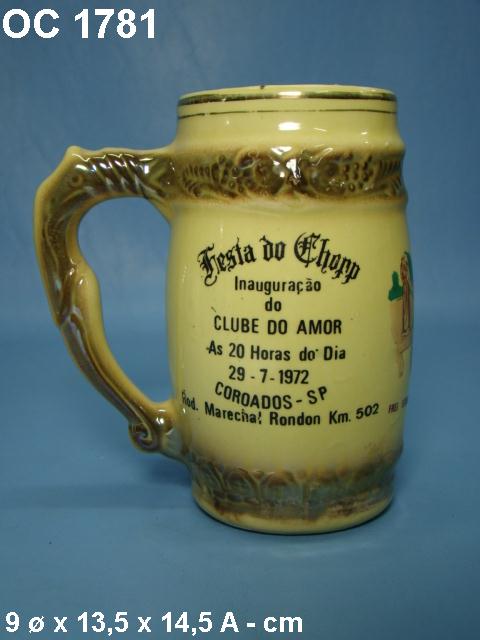 OC 1781
Festa do Chopp
Inauguração
do
CLUBE DO AMOR
As 20 Horas do Dia
29-7-1972
COROADOS-SP
Rod. Marechal Rondon Km. 502
9 ø x 13,5 x 14,5 A - cm